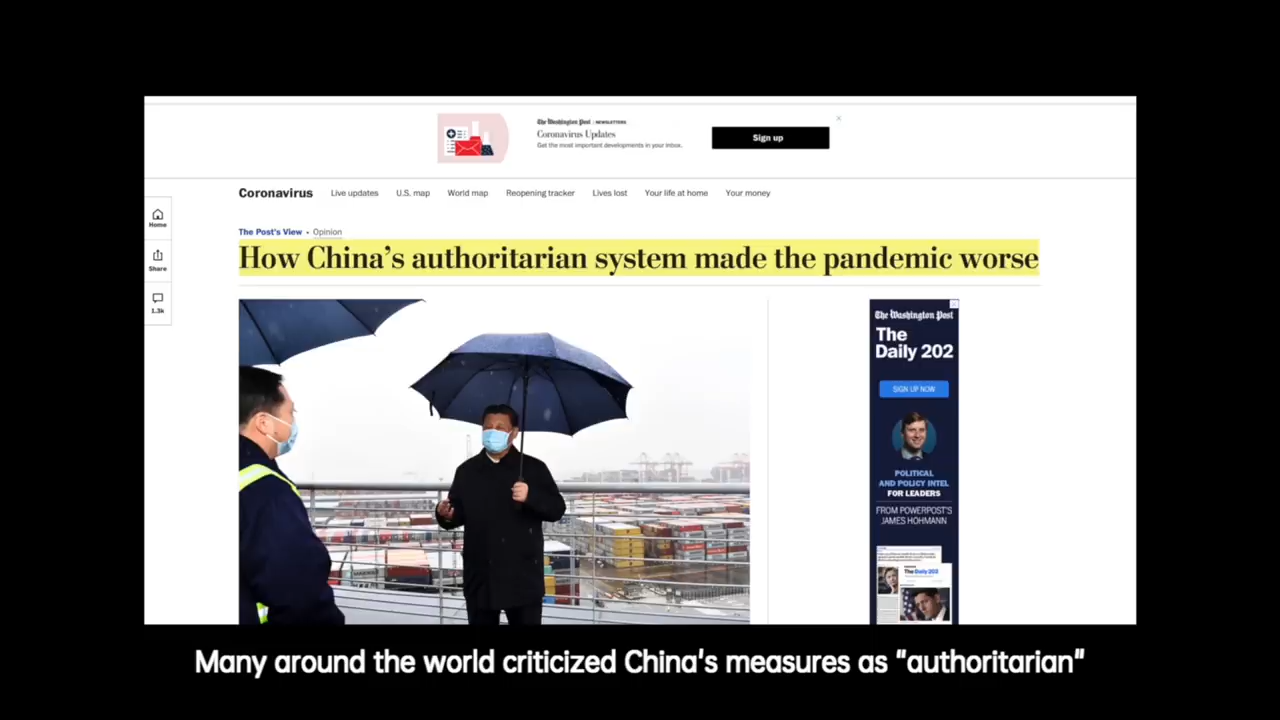 The Washington Post | NEWSLETTERS
Coronavirus Updates
Get the most important developments in your inbox.
Sign up
Coronavirus
Live updates
U.S. map
World map
Reopening tracker
Lives lost
Your life at home
Your money
Home
Share
1.3k
The Post's View • Opinion
How China's authoritarian system made the pandemic worse
The Washington Post
The
Daily 202
SIGN UP NOW
POLITICAL
AND POLICY INTEL
FOR LEADERS
FROM POWERPOST'S
JAMES HOHMANN
The Daily 202
Many around the world criticized China's measures as "authoritarian"